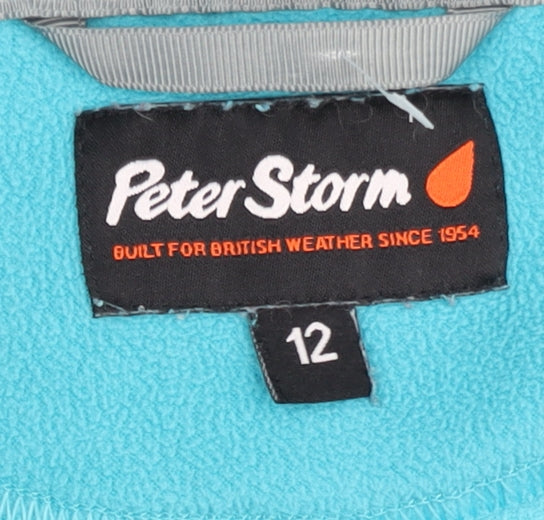 Peter Storm
BUILT FOR BRITISH WEATHER SINCE 1954
12